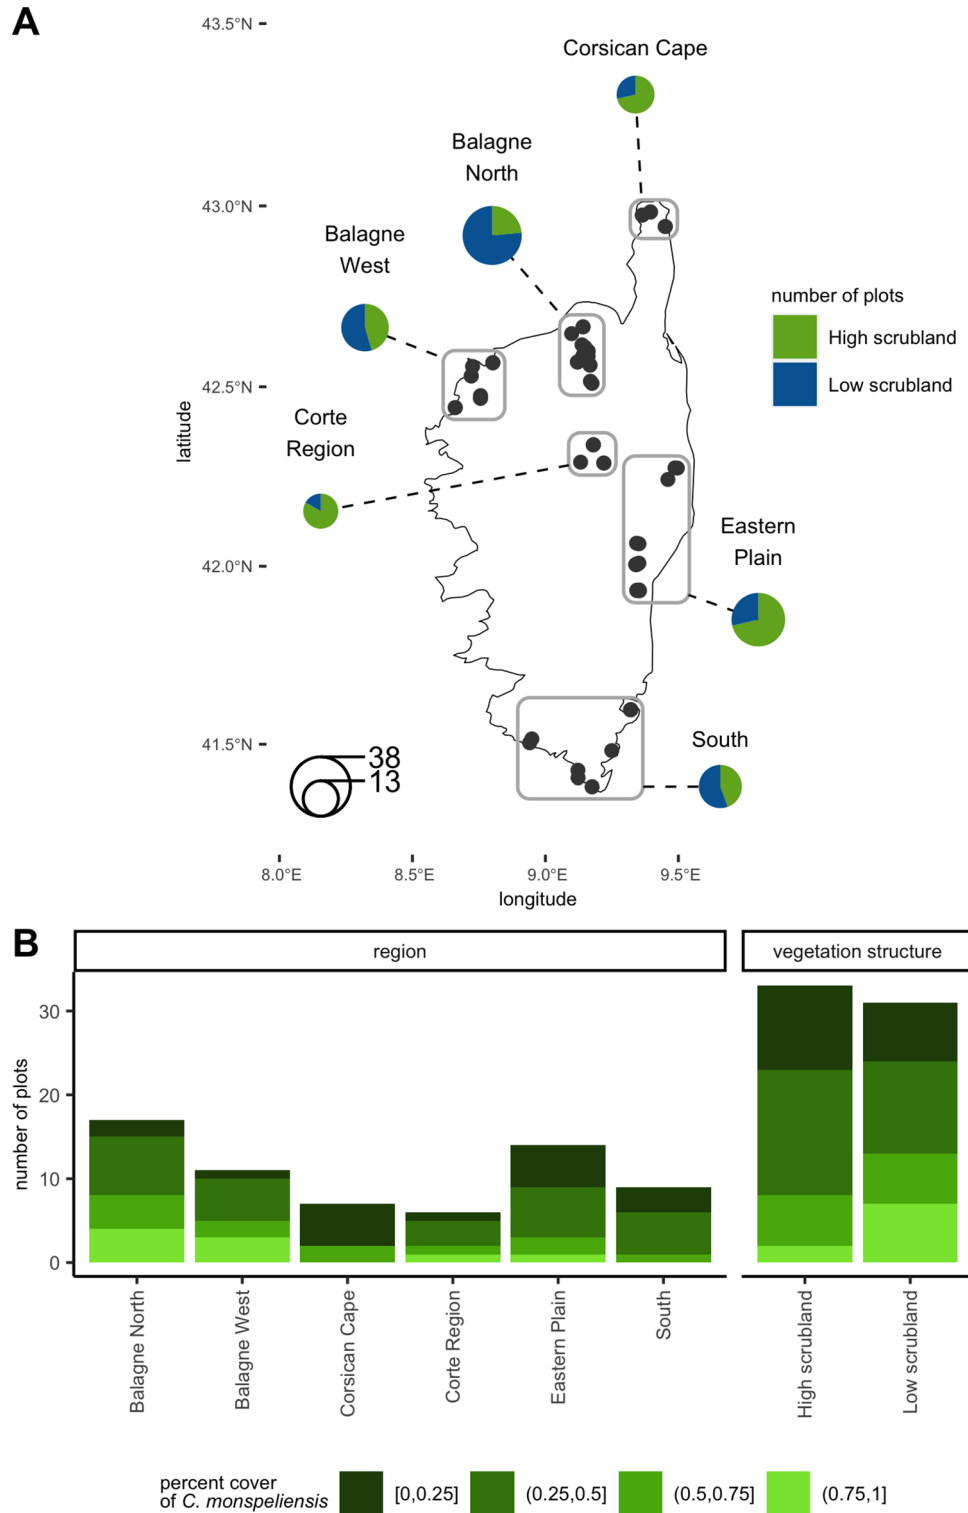 A
43.5°N
43.0°N
42.5°N
42.0°N
41.5°N
latitude
Corsican Cape
Balagne
North
Balagne
West
Corte
Region
Eastern
Plain
South
number of plots
High scrubland
Low scrubland
38
13
8.0°E
8.5°E
9.0°E
9.5°E
longitude
B
region
vegetation structure
number of plots
30
20
10
0
Balagne North
Balagne West
Corsican Cape
Corte Region
Eastern Plain
South
High scrubland
Low scrubland
percent cover
of C. monspeliensis
[0,0.25]
(0.25,0.5]
(0.5,0.75]
(0.75,1]